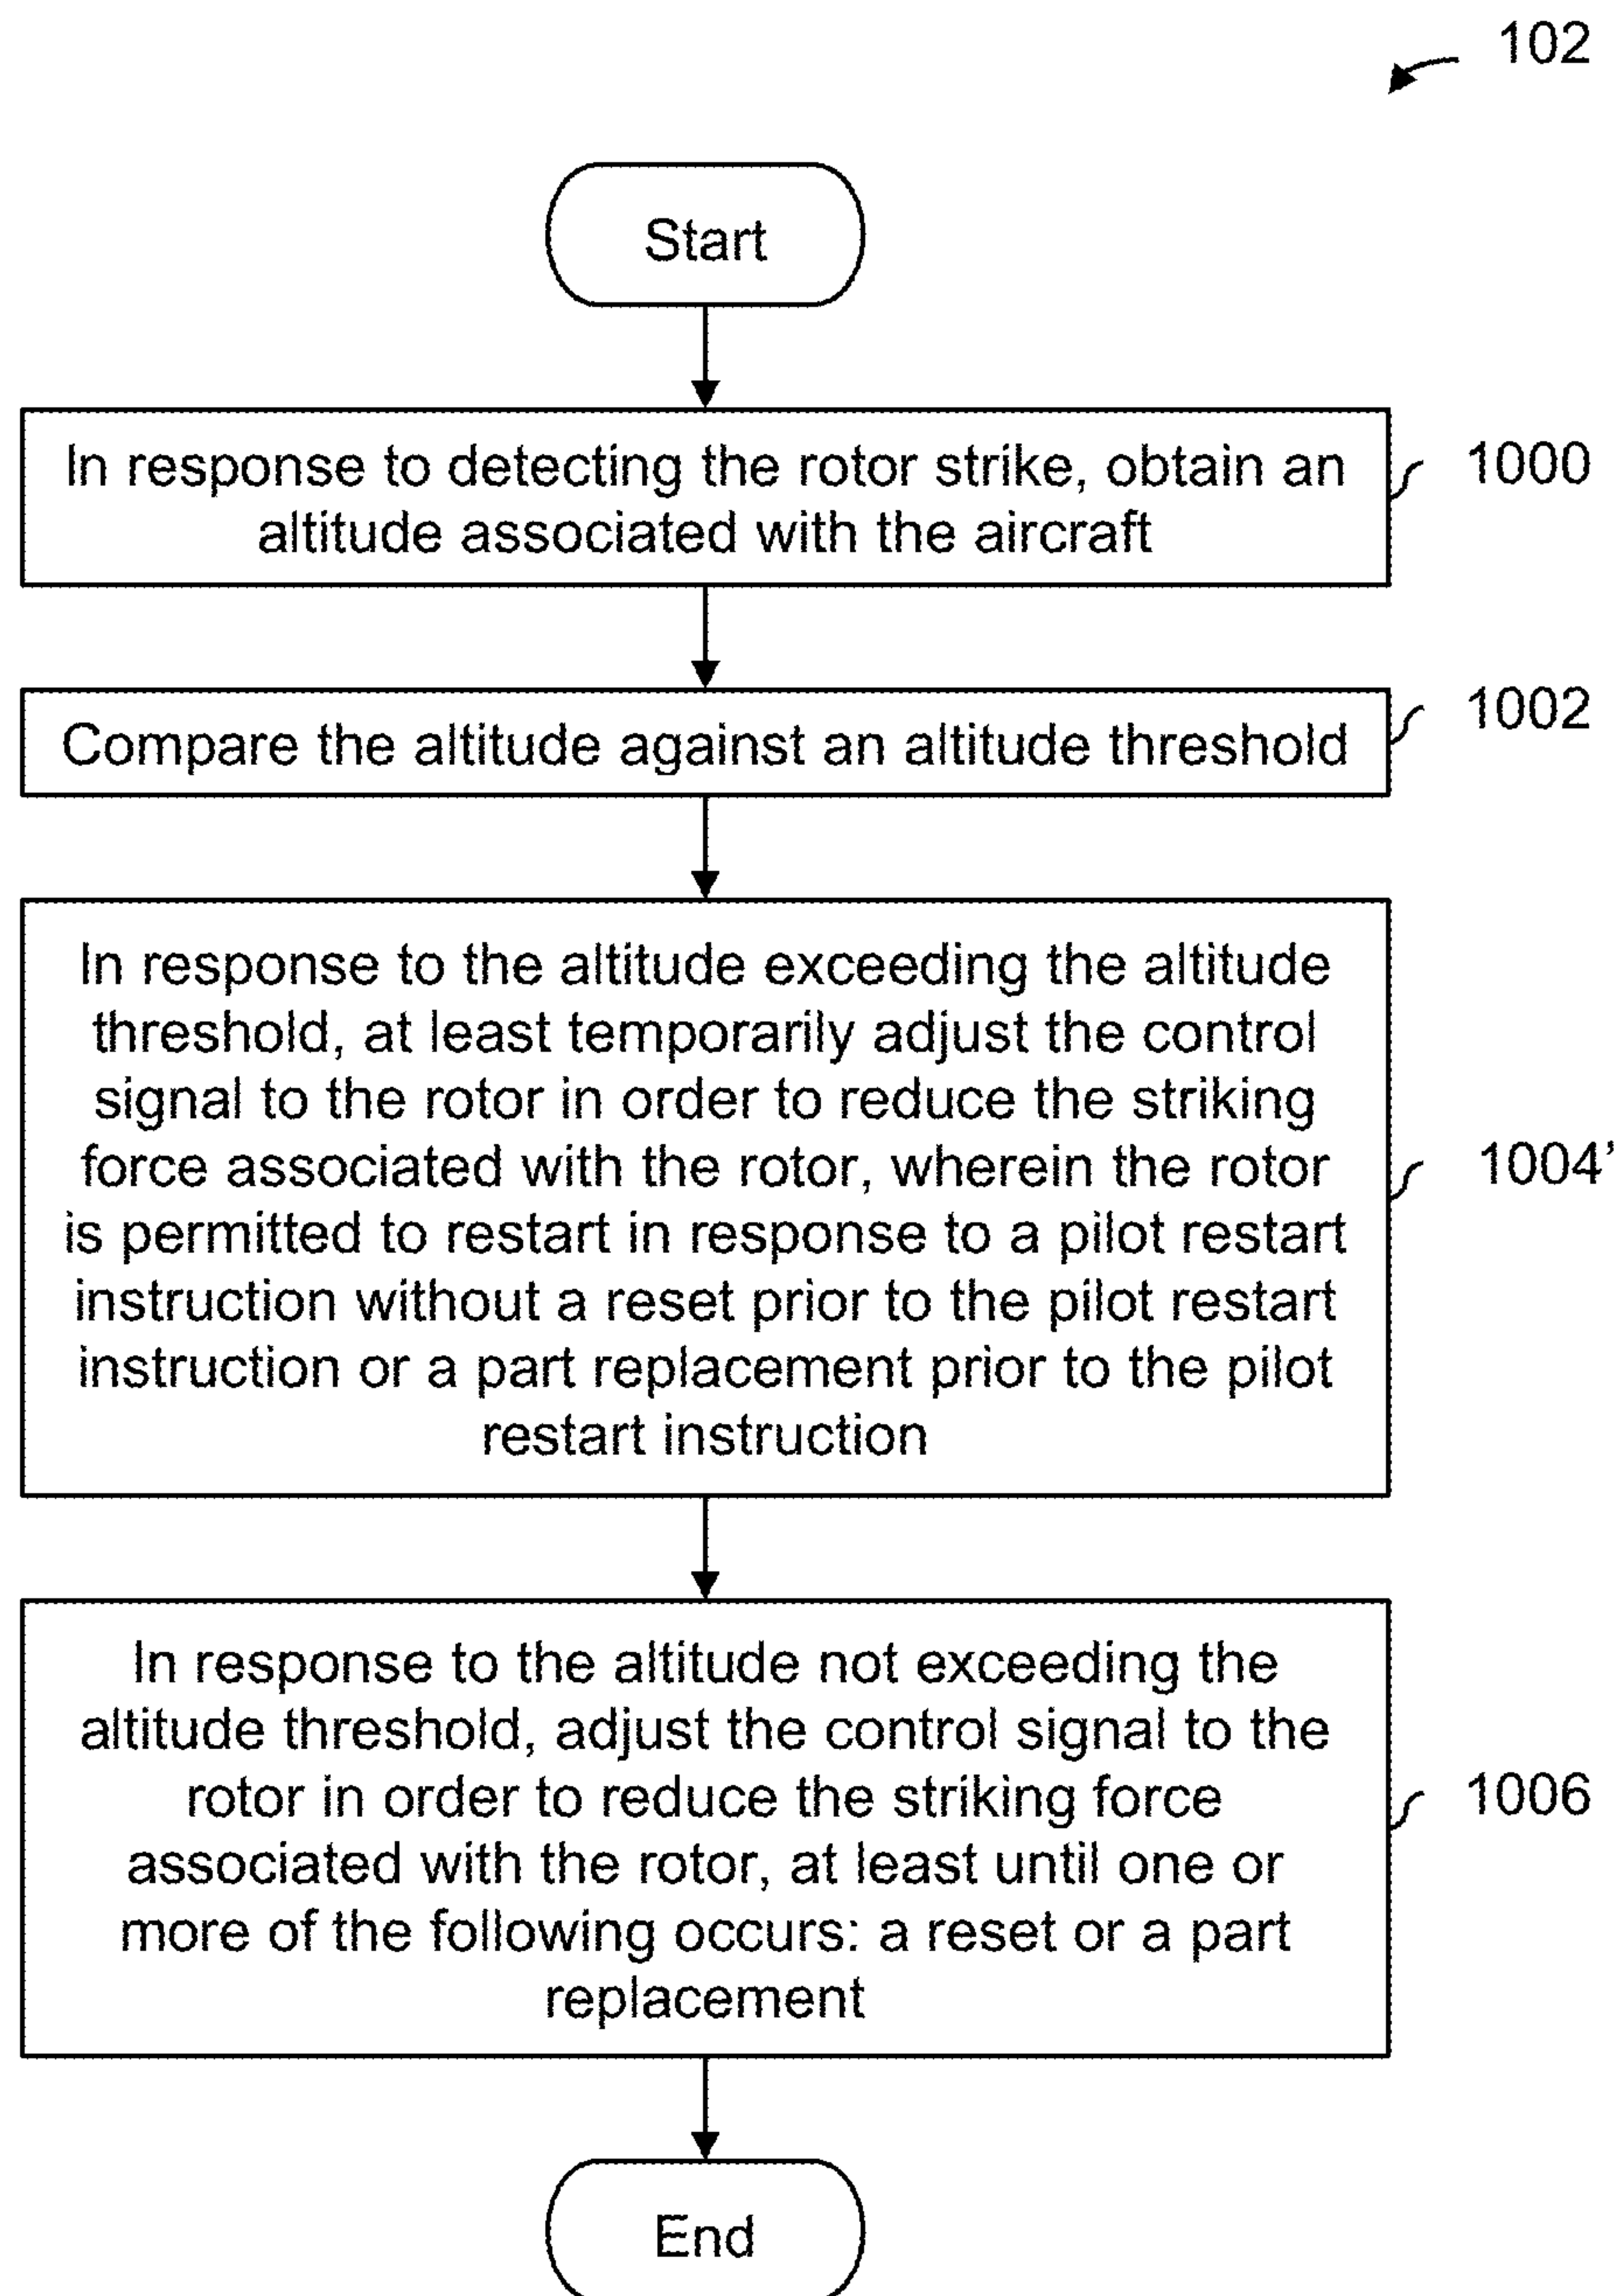 102
Start
In response to detecting the rotor strike, obtain an
altitude associated with the aircraft
1000
Compare the altitude against an altitude threshold
1002
In response to the altitude exceeding the altitude
threshold, at least temporarily adjust the control
signal to the rotor in order to reduce the striking
force associated with the rotor, wherein the rotor
is permitted to restart in response to a pilot restart
instruction without a reset prior to the pilot restart
instruction or a part replacement prior to the pilot
restart instruction
1004’
In response to the altitude not exceeding the
altitude threshold, adjust the control signal to the
rotor in order to reduce the striking force
associated with the rotor, at least until one or
more of the following occurs: a reset or a part
replacement
1006
End